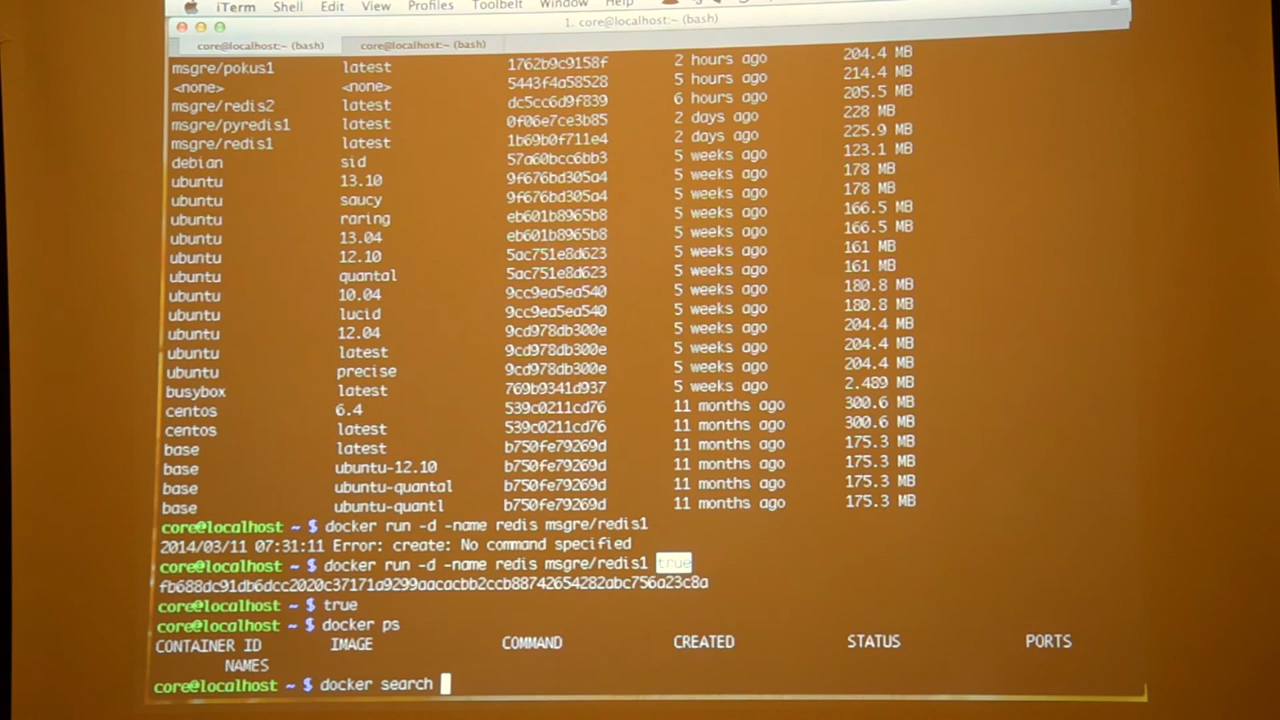 iTerm Shell Edit View Profiles Toolbelt Window Help
1. core@localhost:~ (bash)
core@localhost:~ (bash) core@localhost:~ (bash)
msgre/pokus1 latest 1762b9c9158f 2 hours ago 204.4 MB
<none> <none> 5443f4a58528 5 hours ago 214.4 MB
msgre/redis2 latest dc5cc6d9f839 6 hours ago 205.5 MB
msgre/pyredis1 latest 0f06e7ce3b85 2 days ago 228 MB
msgre/redis1 latest 1b69b0f711e4 2 days ago 225.9 MB
debian sid 57a60bcc6bb3 5 weeks ago 123.1 MB
ubuntu 13.10 9f676bd305a4 5 weeks ago 178 MB
ubuntu saucy 9f676bd305a4 5 weeks ago 178 MB
ubuntu raring eb601b8965b8 5 weeks ago 166.5 MB
ubuntu 13.04 eb601b8965b8 5 weeks ago 166.5 MB
ubuntu 12.10 5ac751e8d623 5 weeks ago 161 MB
ubuntu quantal 5ac751e8d623 5 weeks ago 161 MB
ubuntu 10.04 9cc9ea5ea540 5 weeks ago 180.8 MB
ubuntu lucid 9cc9ea5ea540 5 weeks ago 180.8 MB
ubuntu 12.04 9cd978db300e 5 weeks ago 204.4 MB
ubuntu latest 9cd978db300e 5 weeks ago 204.4 MB
ubuntu precise 9cd978db300e 5 weeks ago 204.4 MB
busybox latest 769b9341d937 5 weeks ago 2.489 MB
centos 6.4 539c0211cd76 11 months ago 300.6 MB
centos latest 539c0211cd76 11 months ago 300.6 MB
base latest b750fe79269d 11 months ago 175.3 MB
base ubuntu-12.10 b750fe79269d 11 months ago 175.3 MB
base ubuntu-quantal b750fe79269d 11 months ago 175.3 MB
base ubuntu-quantl b750fe79269d 11 months ago 175.3 MB
core@localhost ~ $ docker run -d -name redis msgre/redis1
2014/03/11 07:31:11 Error: create: No command specified
core@localhost ~ $ docker run -d -name redis msgre/redis1 true
fb688dc91db6dcc2020c37171a9299aacacbb2ccb88742654282abc756a23c8a
core@localhost ~ $ true
core@localhost ~ $ docker ps
CONTAINER ID IMAGE COMMAND CREATED STATUS PORTS
NAMES
core@localhost ~ $ docker search